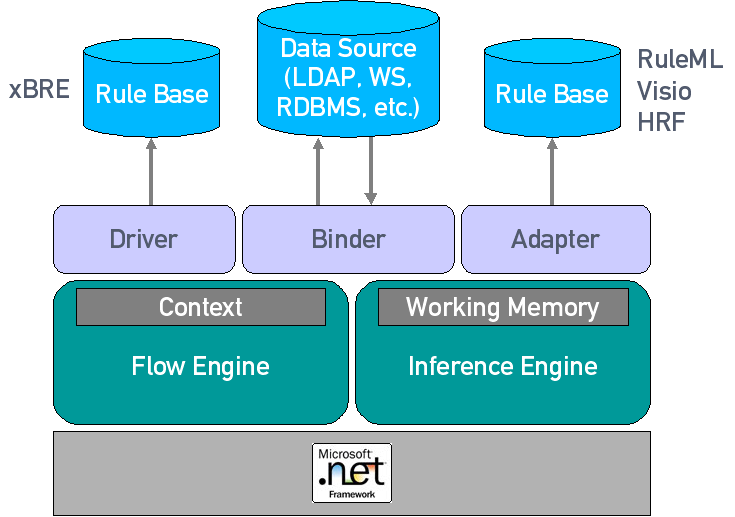 xBRE
Rule Base
Data Source
(LDAP, WS,
RDBMS, etc.)
Rule Base
RuleML
Visio
HRF
Driver
Binder
Adapter
Context
Working Memory
Flow Engine
Inference Engine
Microsoft
.net
Framework